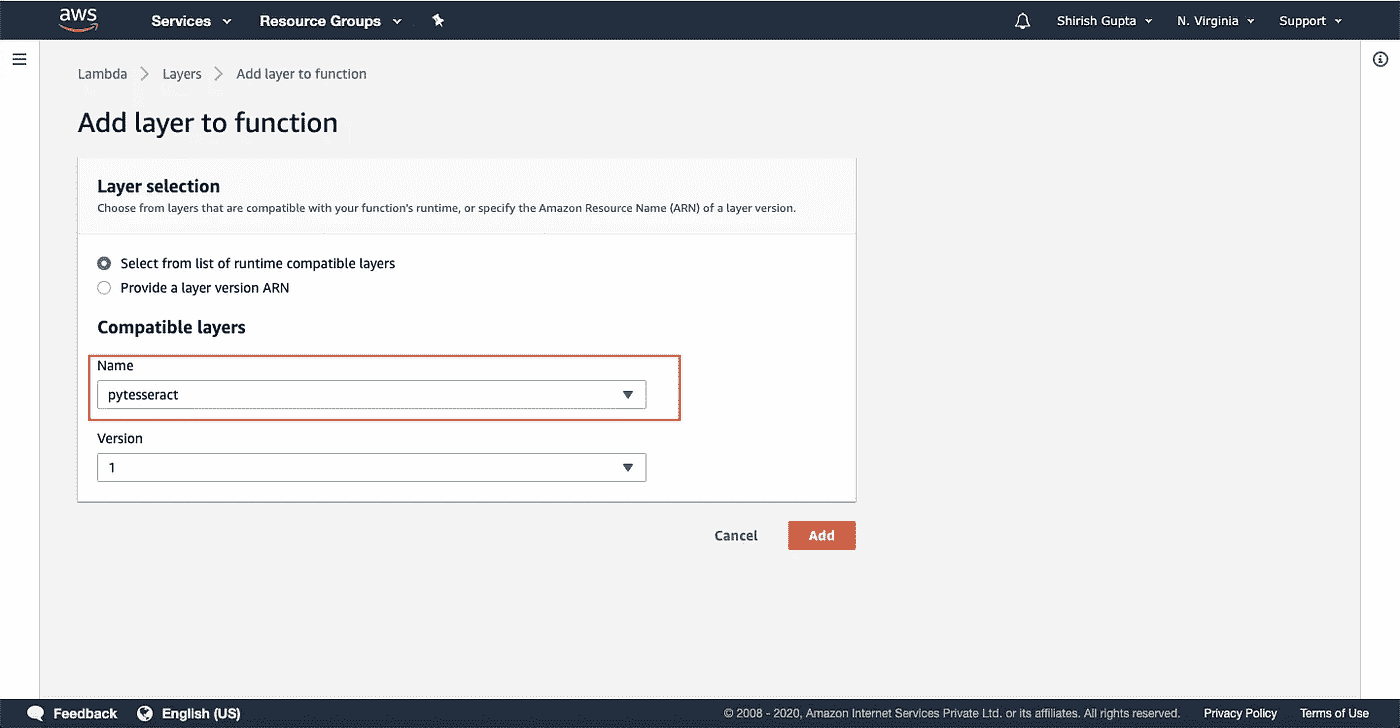 aws Services Resource Groups Shirish Gupta N. Virginia Support
Lambda Layers Add layer to function
Add layer to function
Layer selection
Choose from layers that are compatible with your function's runtime, or specify the Amazon Resource Name (ARN) of a layer version.
Select from list of runtime compatible layers
Provide a layer version ARN
Compatible layers
Name
pytesseract
Version
1
Cancel Add
Feedback English (US) © 2008 - 2020, Amazon Internet Services Private Ltd. or its affiliates. All rights reserved. Privacy Policy Terms of Use